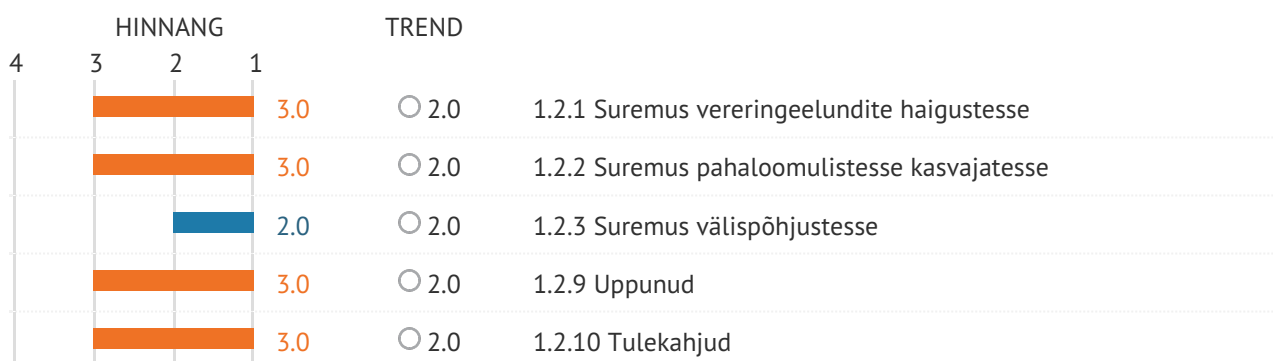 HINNANG TREND
4 3 2 1
3.0 2.0 1.2.1 Suremus vereringeelundite haigustesse
3.0 2.0 1.2.2 Suremus pahaloomulistesse kasvajatesse
2.0 2.0 1.2.3 Suremus välispõhjustesse
3.0 2.0 1.2.9 Uppunud
3.0 2.0 1.2.10 Tulekahjud